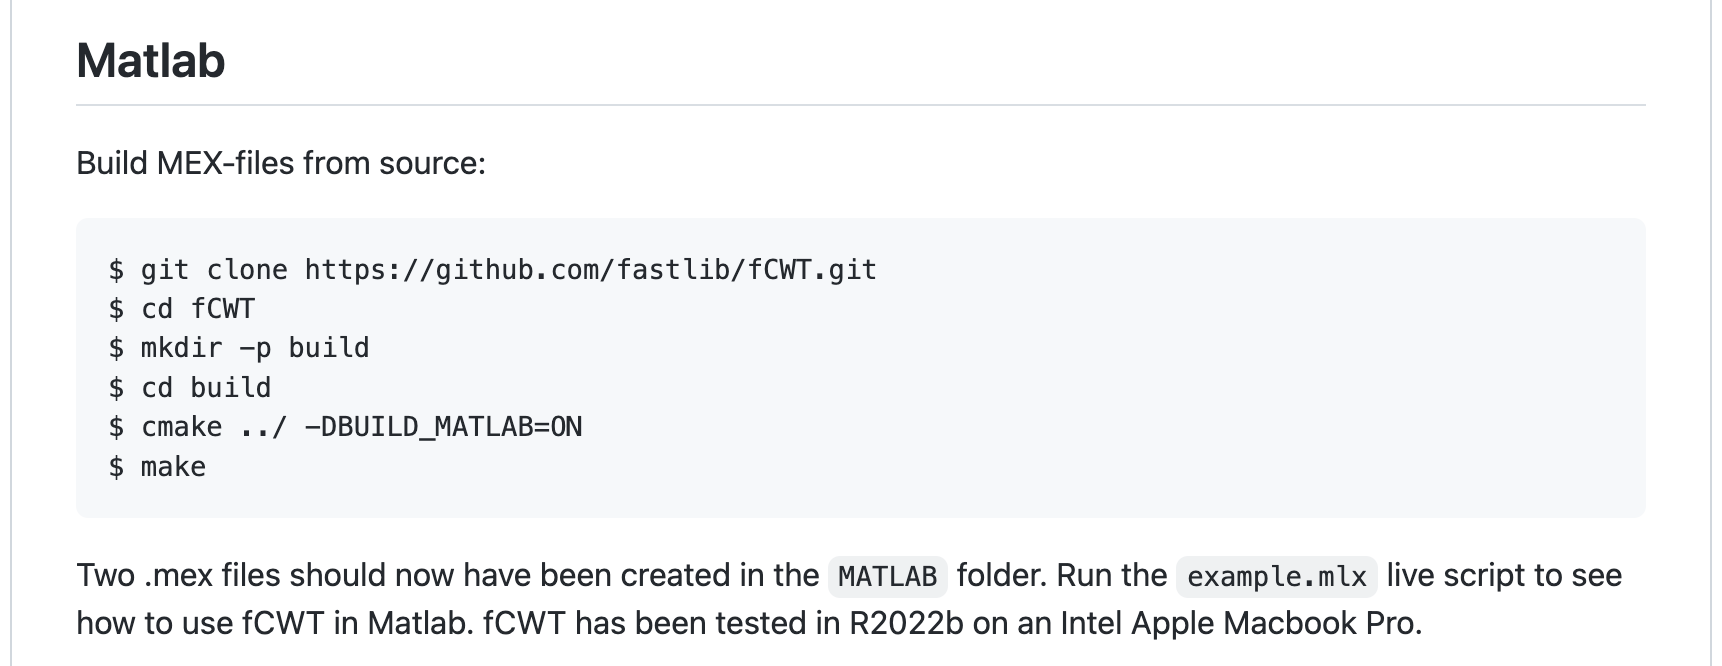 Matlab
Build MEX-files from source:
$ git clone https://github.com/fastlib/fCWT.git
$ cd fCWT
$ mkdir -p build
$ cd build
$ cmake ../ -DBUILD_MATLAB=ON
$ make
Two .mex files should now have been created in the MATLAB folder. Run the example.mlx live script to see
how to use fCWT in Matlab. fCWT has been tested in R2022b on an Intel Apple Macbook Pro.